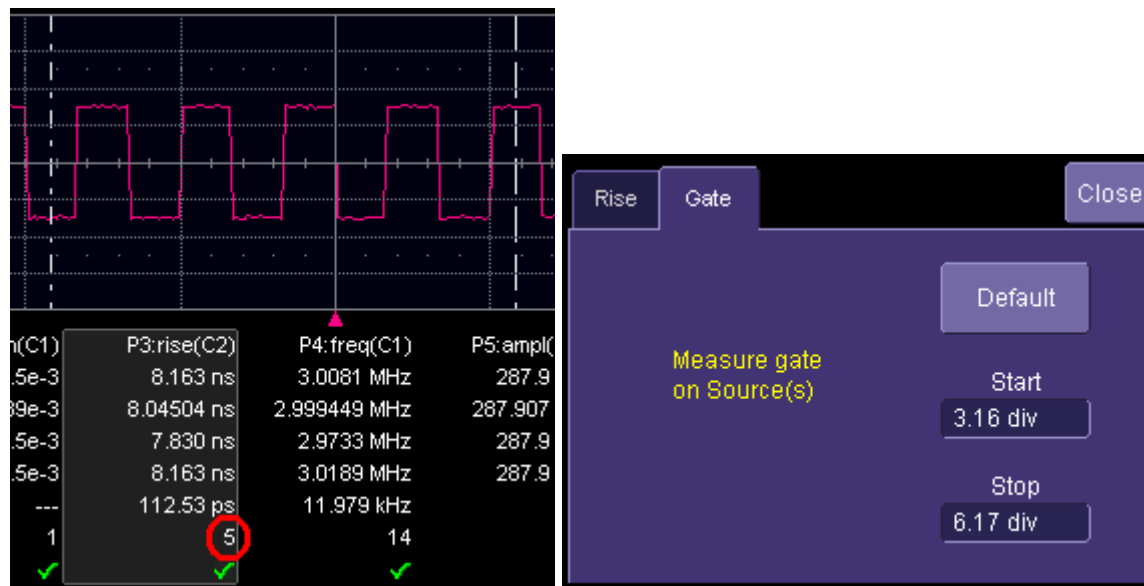 n(C1) P3:rise(C2) P4:freq(C1) P5:ampl(
.5e-3 8.163 ns 3.0081 MHz 287.9
39e-3 8.04504 ns 2.999449 MHz 287.907
.5e-3 7.830 ns 2.9733 MHz 287.9
.5e-3 8.163 ns 3.0189 MHz 287.9
--- 112.53 ps 11.979 kHz
1 5 14
Rise Gate Close
Default
Measure gate
on Source(s)
Start
3.16 div
Stop
6.17 div